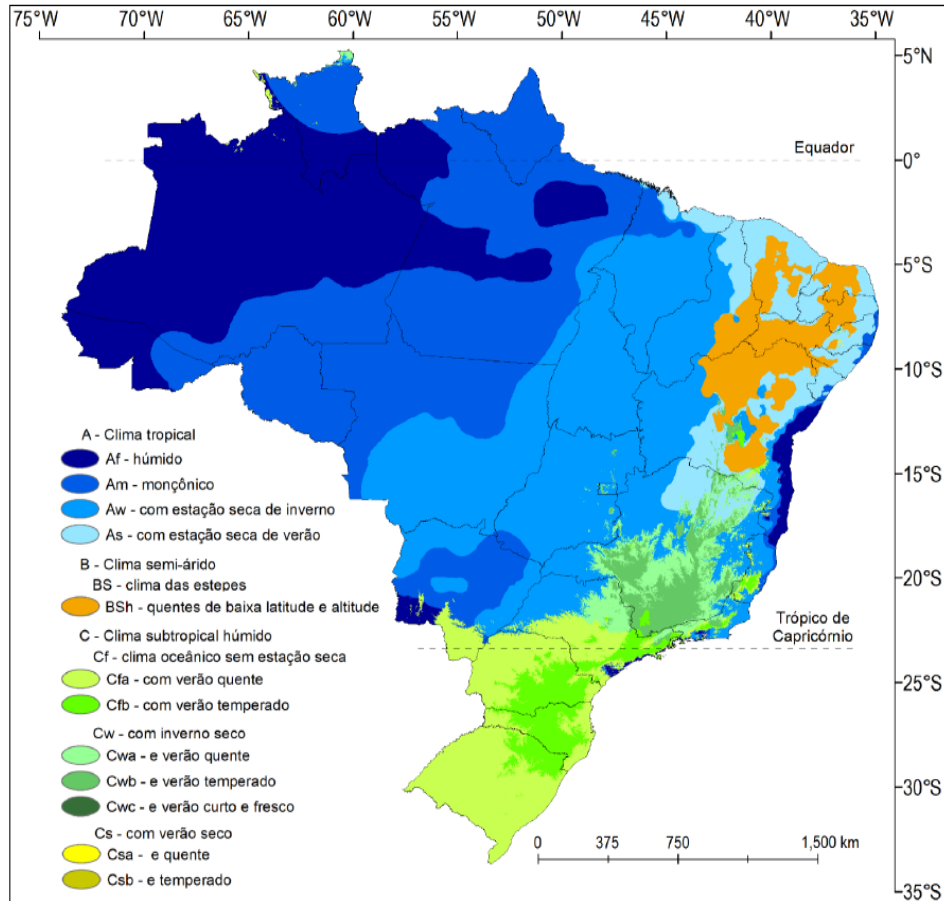 75°W 70°W 65°W 60°W 55°W 50°W 45°W 40°W 35°W
5°N
Equador
0°
5°S
10°S
A - Clima tropical
Af - húmido
Am - monçônico
Aw - com estação seca de inverno
As - com estação seca de verão
15°S
B - Clima semi-árido
BS - clima das estepes
BSh - quentes de baixa latitude e altitude
20°S
C - Clima subtropical húmido
Cf - clima oceânico sem estação seca
Cfa - com verão quente
Cfb - com verão temperado
Trópico de
Capricórnio
25°S
Cw - com inverno seco
Cwa - e verão quente
Cwb - e verão temperado
Cwc - e verão curto e fresco
30°S
Cs - com verão seco
Csa - e quente
Csb - e temperado
0 375 750 1,500 km
35°S